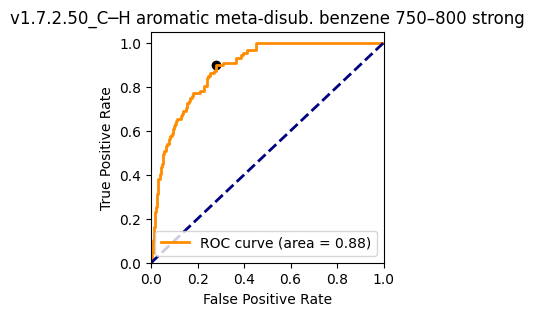 v1.7.2.50_C─H aromatic meta-disub. benzene 750–800 strong
1.0
0.8
0.6
0.4
0.2
0.0
True Positive Rate
ROC curve (area = 0.88)
0.0 0.2 0.4 0.6 0.8 1.0
False Positive Rate